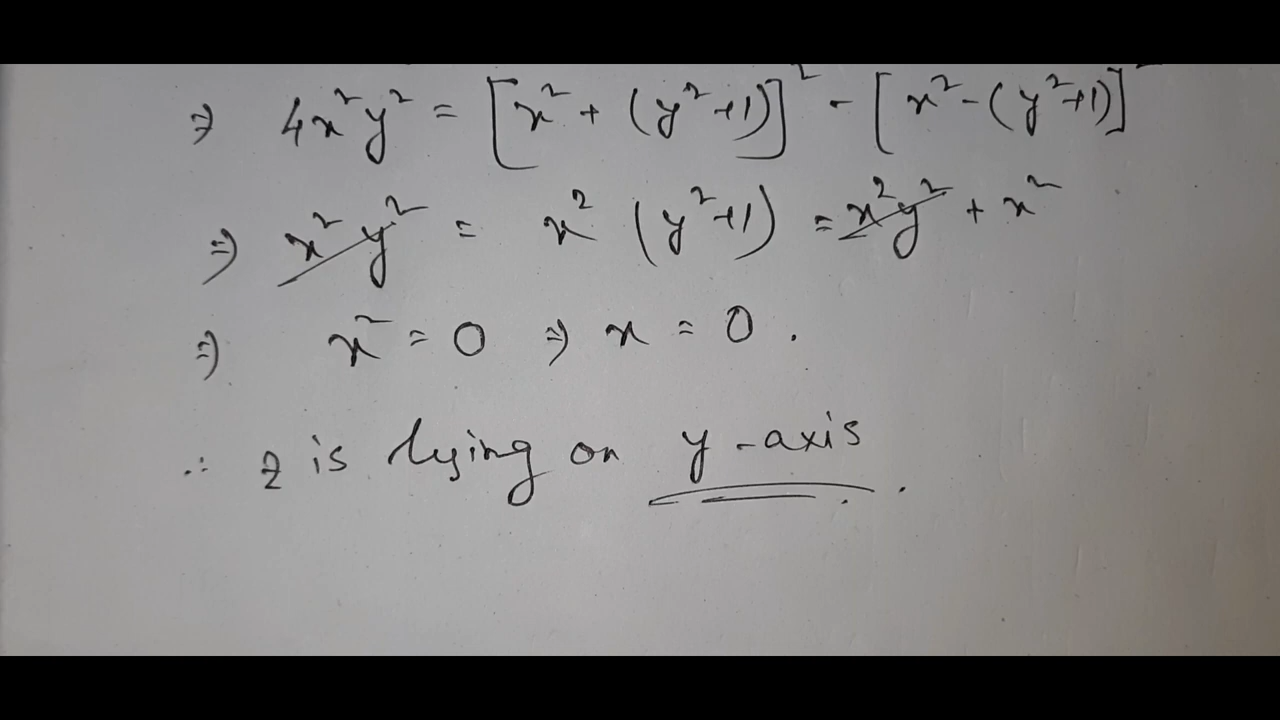 ⇒ 4x²y² = [x² + (y²+1)]² - [x² - (y²+1)]²
⇒ x²y² = x² (y²+1) = x²y² + x²
⇒ x² = 0 ⇒ x = 0 .
∴ z is lying on y-axis .